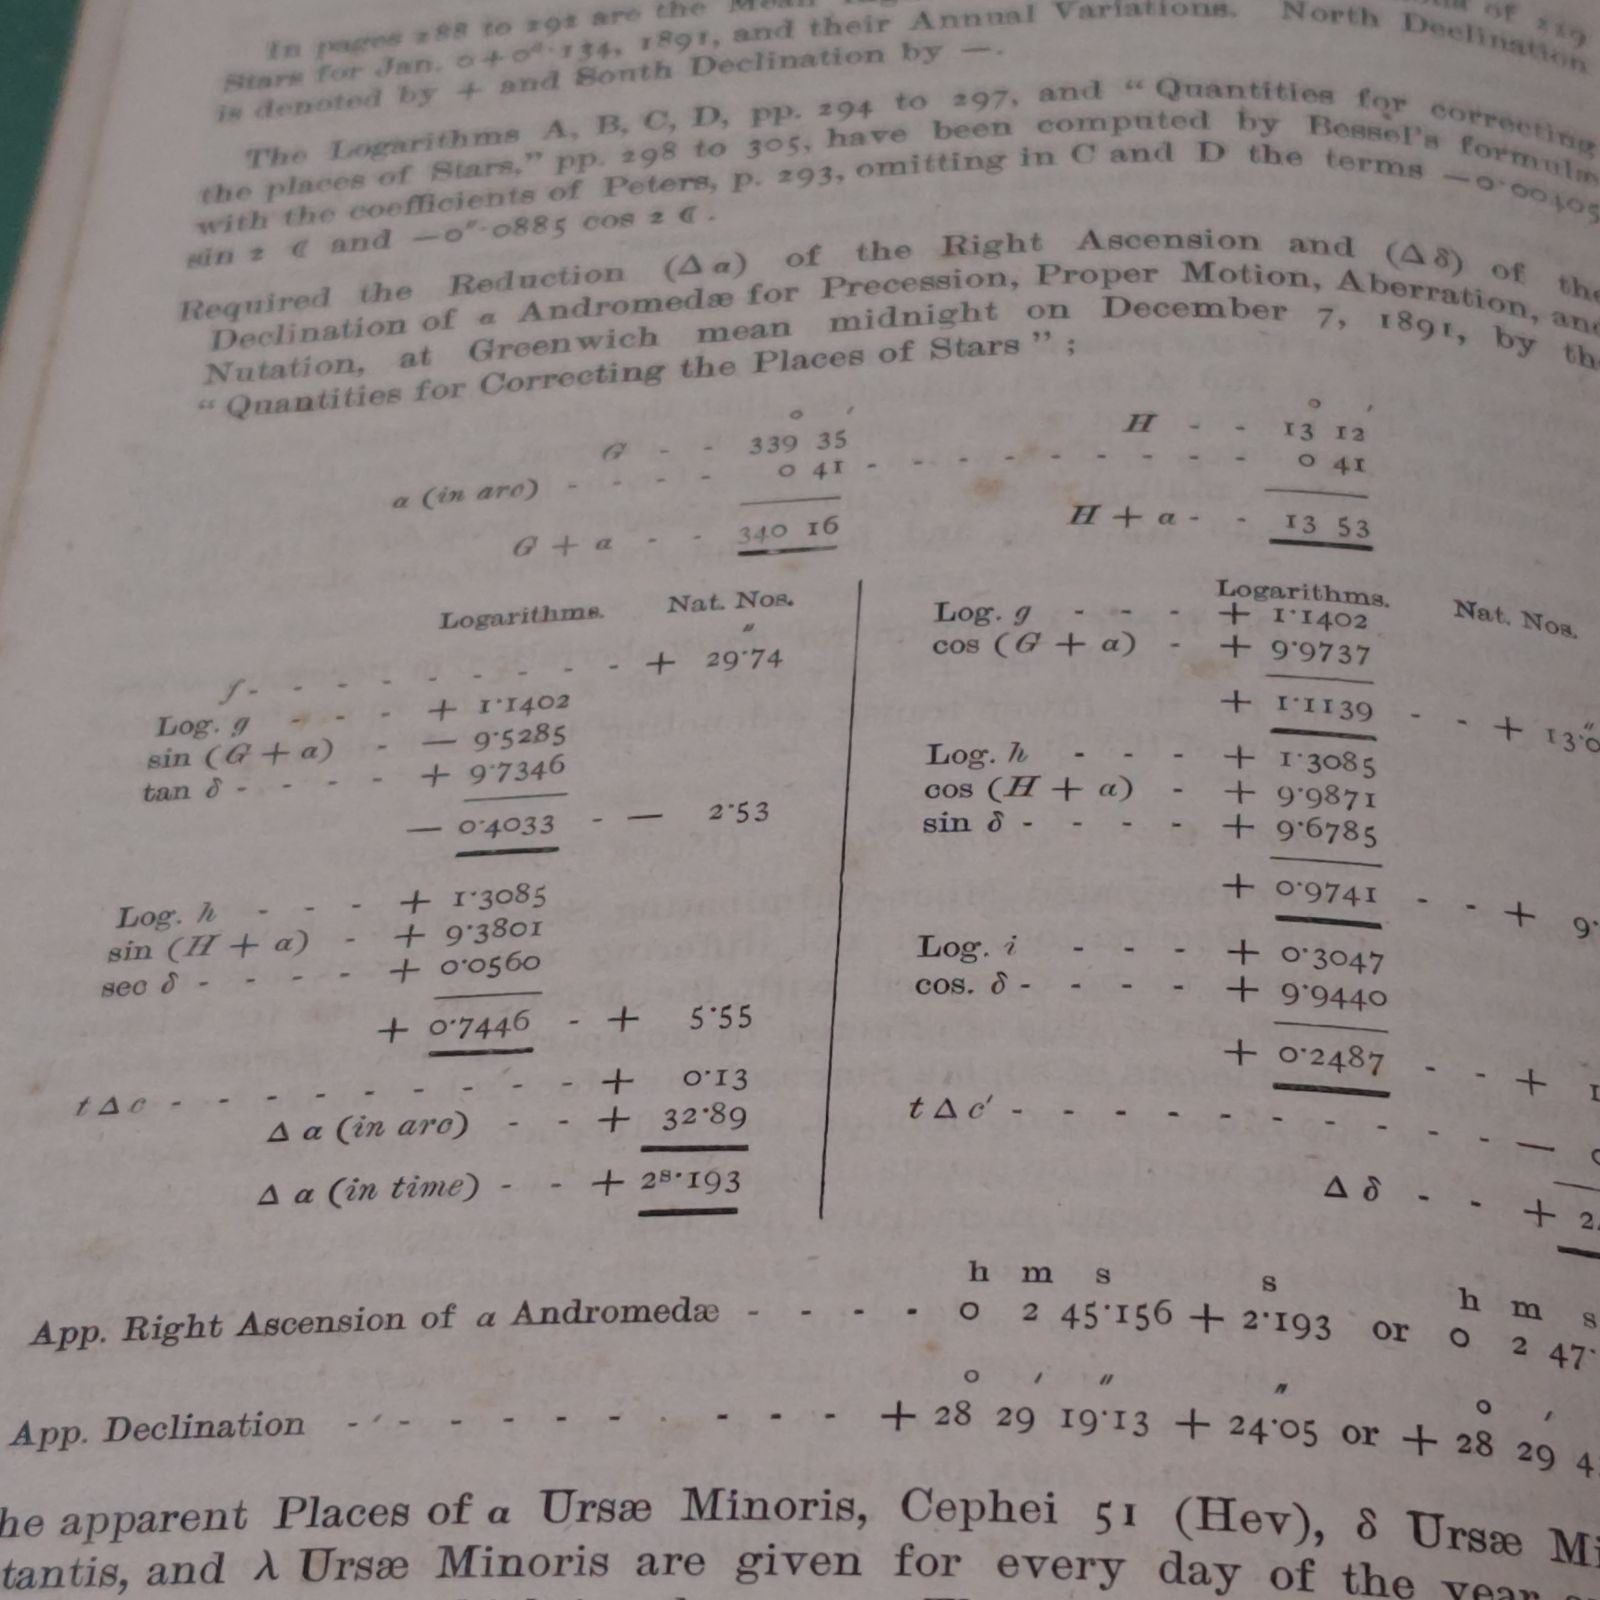 In pages 288 to 292 are the Mean of 219
Stars for Jan. 0 + 0ᵈ·134, 1891, and their Annual Variations. North Declination
is denoted by + and South Declination by —.
The Logarithms A, B, C, D, pp. 294 to 297, and “Quantities for correcting
the places of Stars,” pp. 298 to 305, have been computed by Bessel's formulæ
with the coefficients of Peters, p. 293, omitting in C and D the terms —0·00405
sin 2 ☾ and —0″·0885 cos 2 ☾.
Required the Reduction (Δ α) of the Right Ascension and (Δ δ) of the
Declination of α Andromedæ for Precession, Proper Motion, Aberration, and
Nutation, at Greenwich mean midnight on December 7, 1891, by the
“Quantities for Correcting the Places of Stars”;
o ′ o ′
G - - 339 35 H - - 13 12
α (in arc) - - - - 0 41 - - - - - - - - - 0 41
G + α - - 340 16 H + α - - 13 53
Logarithms. Nat. Nos.
″
f - - - - - - - - - + 29·74
Log. g - - - + 1·1402
sin (G + α) - — 9·5285
tan δ - - - - + 9·7346
— 0·4033 - — 2·53
Log. h - - - + 1·3085
sin (H + α) - + 9·3801
sec δ - - - - + 0·0560
+ 0·7446 - + 5·55
t Δ c - - - - - - - - - + 0·13
Δ α (in arc) - - + 32·89
Δ α (in time) - - + 2ˢ·193
Logarithms. Nat. Nos.
Log. g - - - + 1·1402
cos (G + α) - + 9·9737
+ 1·1139 - - + 13″·0
Log. h - - - + 1·3085
cos (H + α) - + 9·9871
sin δ - - - - + 9·6785
+ 0·9741 - - + 9·
Log. i - - - + 0·3047
cos. δ - - - - + 9·9440
+ 0·2487 - - + 1
t Δ c′ - - - - - - - - - - —
Δ δ - - + 2
h m s s h m s
App. Right Ascension of α Andromedæ - - - - 0 2 45·156 + 2·193 or 0 2 47·
o ′ ″ ″ o ′
App. Declination - - - - - - - - - - + 28 29 19·13 + 24·05 or + 28 29 4
he apparent Places of α Ursæ Minoris, Cephei 51 (Hev), δ Ursæ Mi
tantis, and λ Ursæ Minoris are given for every day of the year